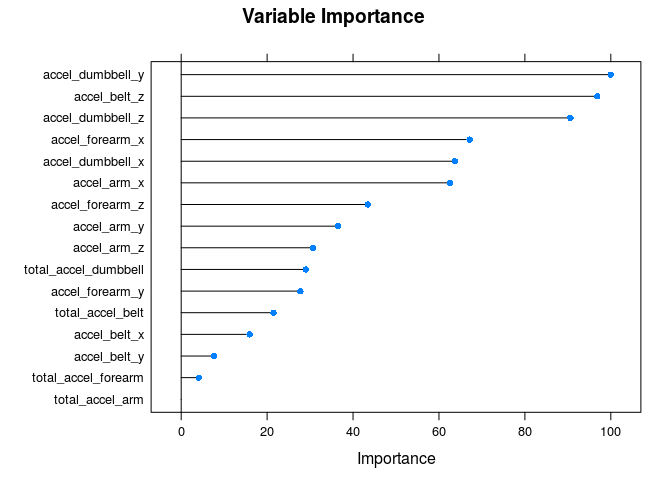 Variable Importance
accel_dumbbell_y
accel_belt_z
accel_dumbbell_z
accel_forearm_x
accel_dumbbell_x
accel_arm_x
accel_forearm_z
accel_arm_y
accel_arm_z
total_accel_dumbbell
accel_forearm_y
total_accel_belt
accel_belt_x
accel_belt_y
total_accel_forearm
total_accel_arm
0 20 40 60 80 100
Importance